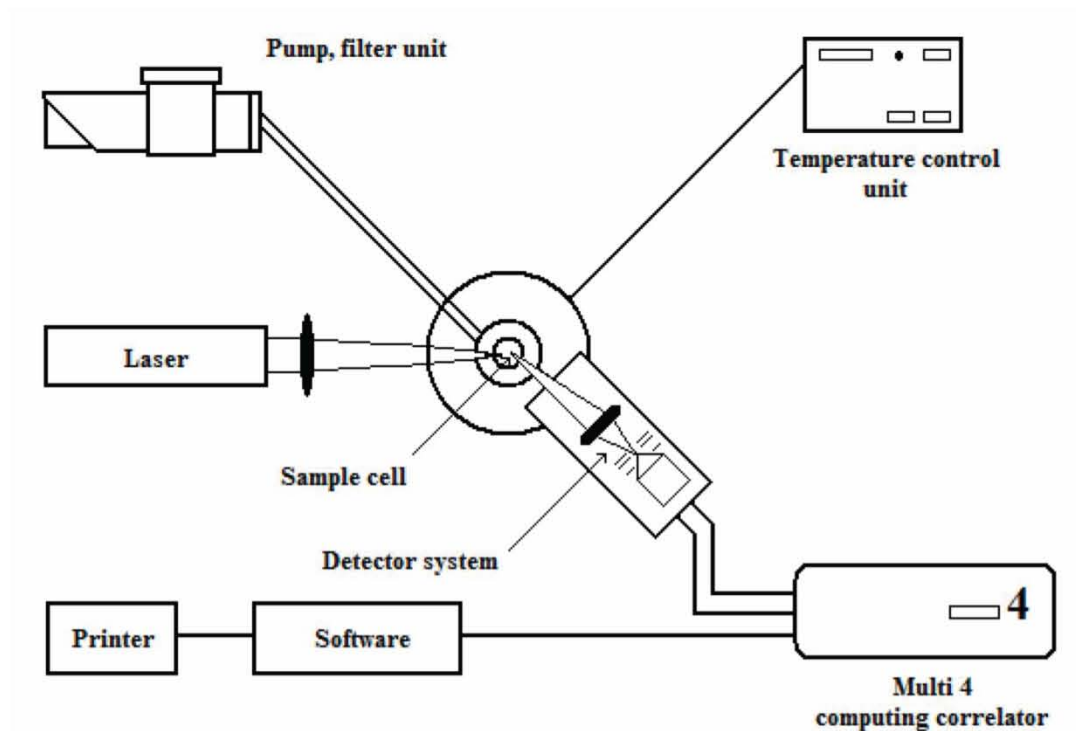 Pump, filter unit
Temperature control
unit
Laser
Sample cell
Detector system
Printer
Software
4
Multi 4
computing correlator